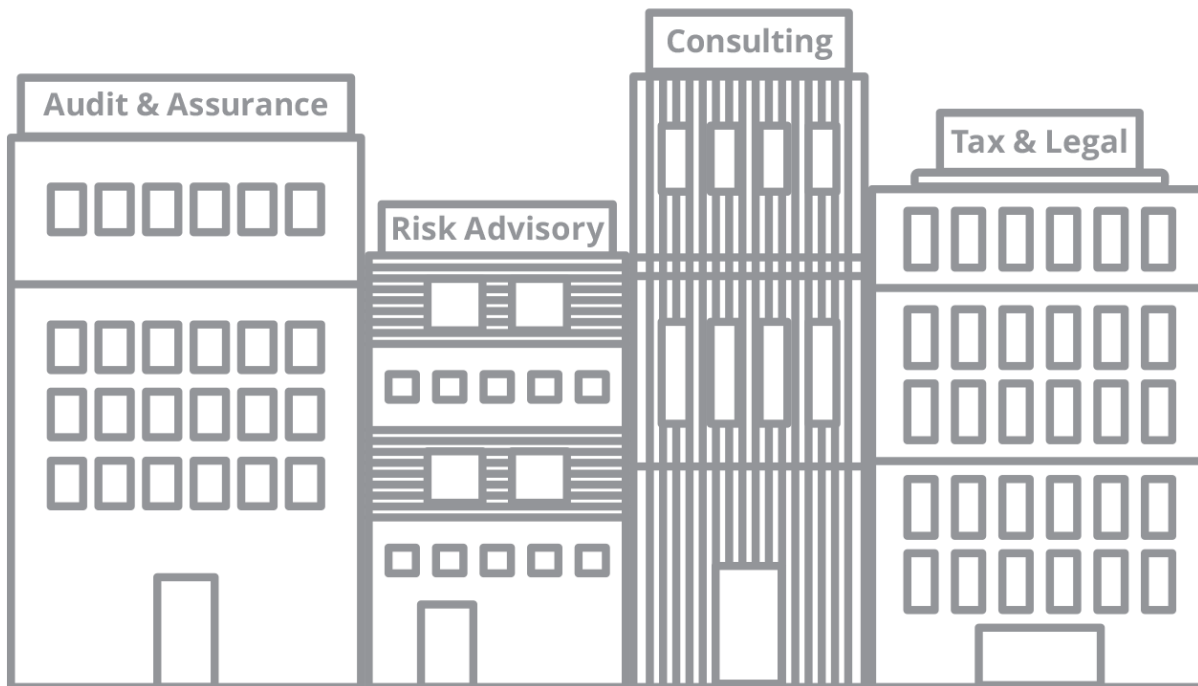 Audit & Assurance
Risk Advisory
Consulting
Tax & Legal